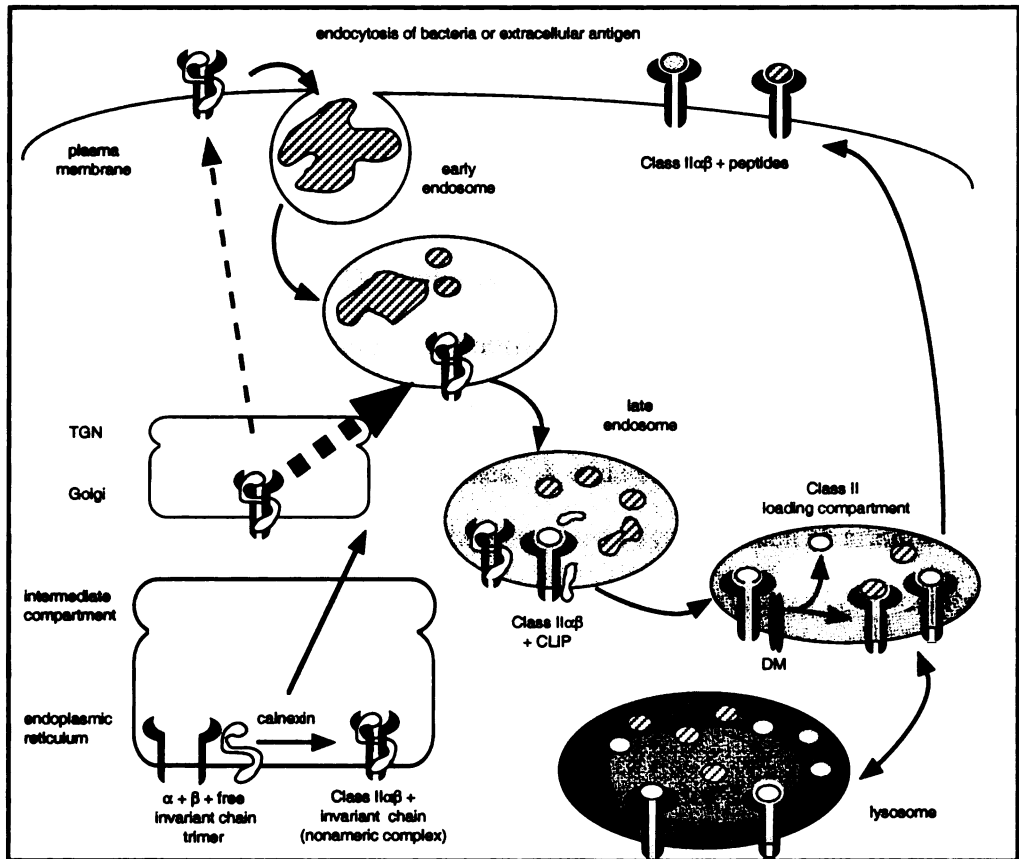 endocytosis of bacteria or extracellular antigen
plasma
membrane
early
endosome
Class IIαβ + peptides
TGN
Golgi
late
endosome
Class II
loading compartment
intermediate
compartment
Class IIαβ
+ CLIP
DM
endoplasmic
reticulum
calnexin
α + β + free
invariant chain
trimer
Class IIαβ +
invariant chain
(nonameric complex)
lysosome